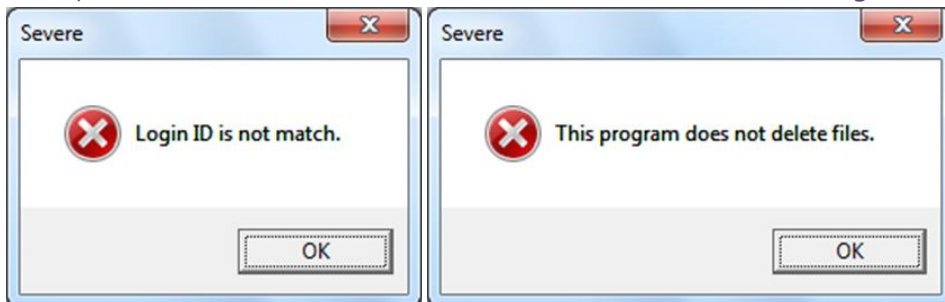 Severe
Login ID is not match.
OK
Severe
This program does not delete files.
OK